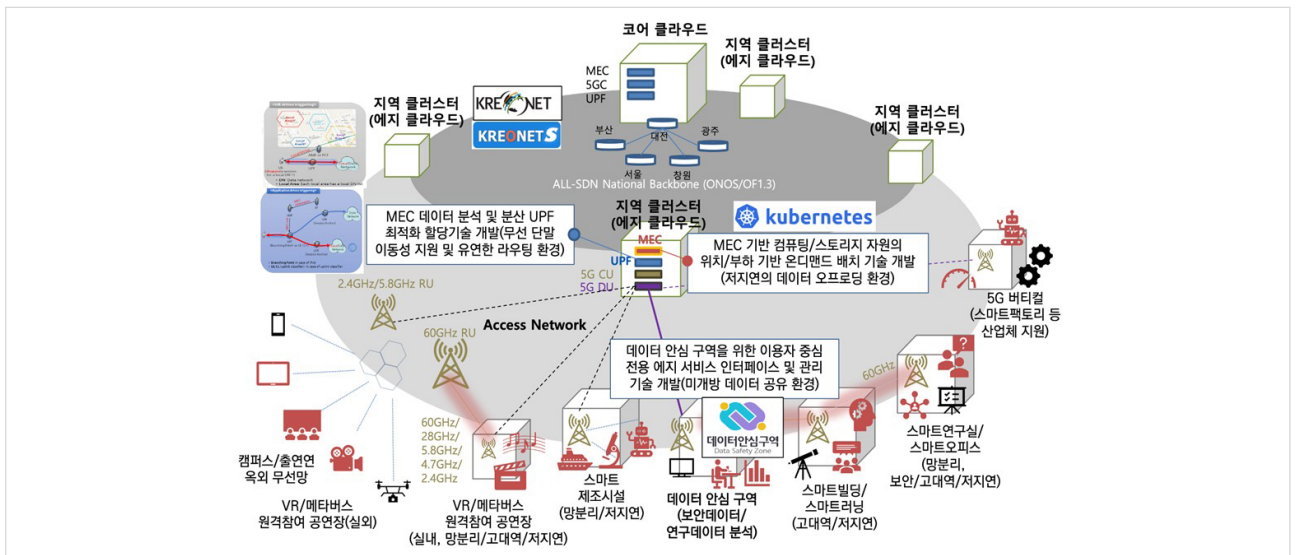 코어 클라우드
지역 클러스터
(에지 클라우드)
MEC
5GC
UPF
KREONET
KREONET S
지역 클러스터
(에지 클라우드)
지역 클러스터
(에지 클라우드)
부산
대전
광주
서울
창원
ALL-SDN National Backbone (ONOS/OF1.3)
지역 클러스터
(에지 클라우드)
kubernetes
MEC 데이터 분석 및 분산 UPF
최적화 할당기술 개발(무선 단말
이동성 지원 및 유연한 라우팅 환경)
MEC
UPF
5G CU
5G DU
MEC 기반 컴퓨팅/스토리지 자원의
위치/부하 기반 온디맨드 배치 기술 개발
(저지연의 데이터 오프로딩 환경)
5G 버티컬
(스마트팩토리 등
산업체 지원)
2.4GHz/5.8GHz RU
60GHz RU
Access Network
데이터 안심 구역을 위한 이용자 중심
전용 에지 서비스 인터페이스 및 관리
기술 개발(미개방 데이터 공유 환경)
60GHz
60GHz/
28GHz/
5.8GHz/
4.7GHz/
2.4GHz
데이터안심구역
Data Safety Zone
캠퍼스/출연연
옥외 무선망
VR/메타버스
원격참여 공연장(실외)
VR/메타버스
원격참여 공연장
(실내, 망분리/고대역/저지연)
스마트
제조시설
(망분리/저지연)
데이터 안심 구역
(보안데이터/
연구데이터 분석)
스마트빌딩/
스마트러닝
(고대역/저지연)
스마트연구실/
스마트오피스
(망분리,
보안/고대역/저지연)